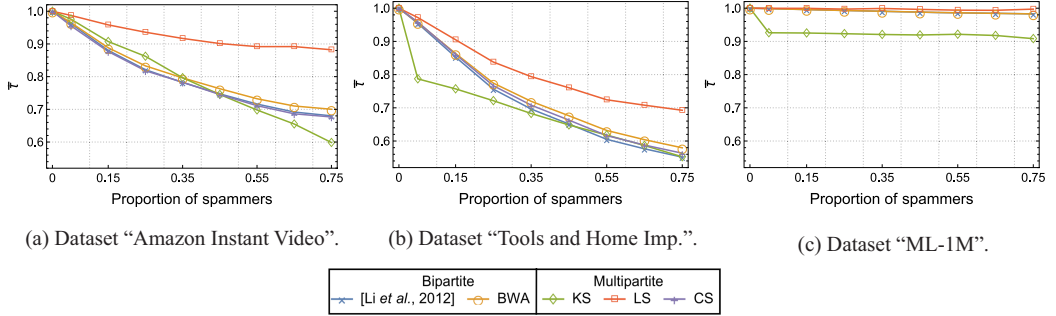 1.0
0.9
0.8
0.7
0.6
τ̅
0 0.15 0.35 0.55 0.75
Proportion of spammers
(a) Dataset “Amazon Instant Video”.
1.0
0.9
0.8
0.7
0.6
τ̅
0 0.15 0.35 0.55 0.75
Proportion of spammers
(b) Dataset “Tools and Home Imp.”.
1.0
0.9
0.8
0.7
0.6
τ̅
0 0.15 0.35 0.55 0.75
Proportion of spammers
(c) Dataset “ML-1M”.
Bipartite Multipartite
[Li et al., 2012] BWA KS LS CS